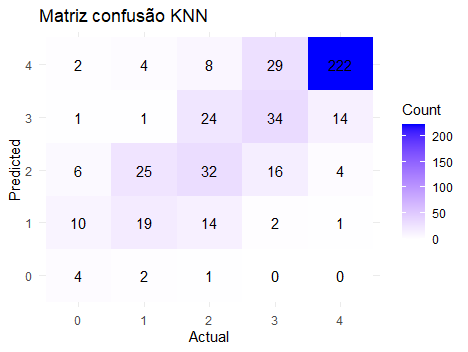 Matriz confusão KNN
4 2 4 8 29 222
3 1 1 24 34 14
2 6 25 32 16 4
1 10 19 14 2 1
0 4 2 1 0 0
0 1 2 3 4
Predicted
Actual
Count
200
150
100
50
0